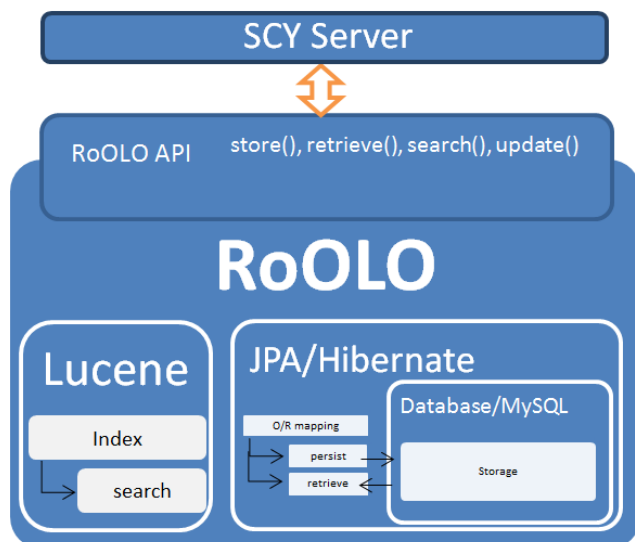 SCY Server
RoOLO API
store(), retrieve(), search(), update()
RoOLO
Lucene
Index
search
JPA/Hibernate
O/R mapping
persist
retrieve
Database/MySQL
Storage